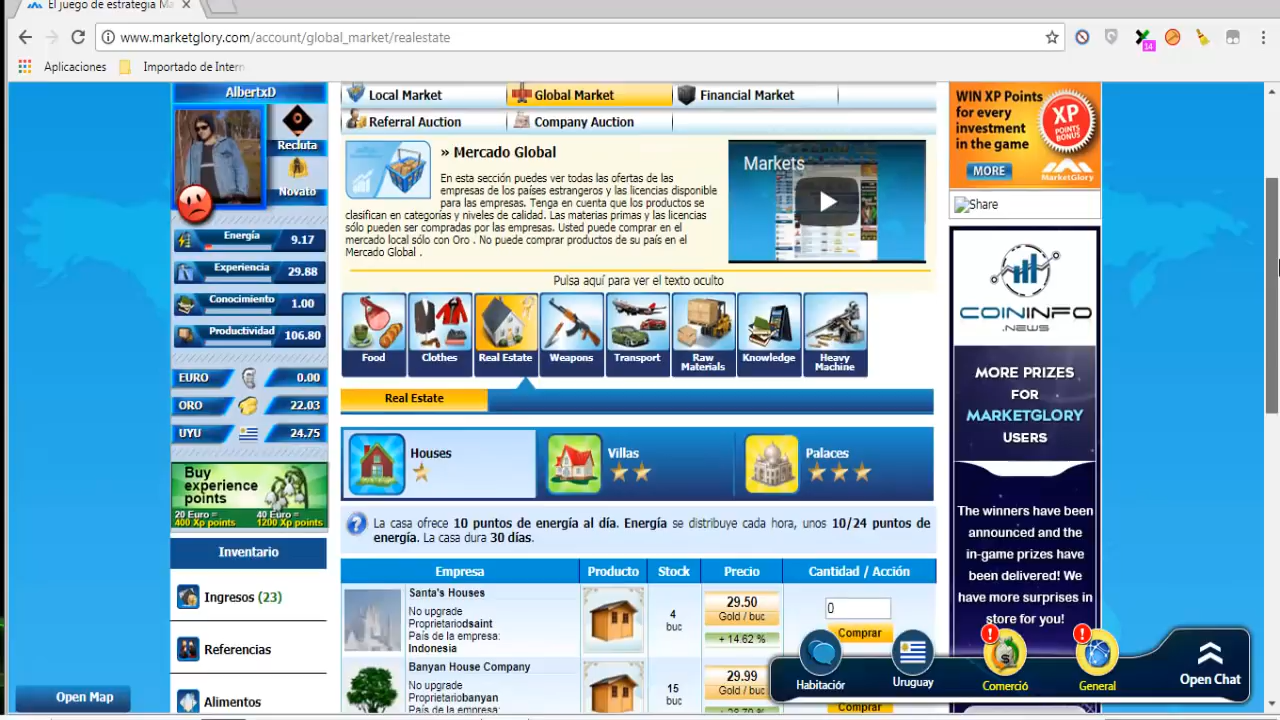 El juego de estrategia Ma
www.marketglory.com/account/global_market/realestate
14
Aplicaciones
Importado de Intern
AlbertxD
Recluta
Novato
Energía
9.17
Experiencia
29.88
Conocimiento
1.00
Productividad
106.80
EURO
0.00
ORO
22.03
UYU
24.75
Buy
experience
points
20 Euro =
400 Xp points
40 Euro =
1200 Xp points
Inventario
Ingresos (23)
Referencias
Alimentos
Open Map
Local Market
Global Market
Financial Market
Referral Auction
Company Auction
» Mercado Global
En esta sección puedes ver todas las ofertas de las
empresas de los países estrangeros y las licencias disponible
para las empresas. Tenga en cuenta que los productos se
clasifican en categorías y niveles de calidad. Las materias primas y las licencias
sólo pueden ser compradas por las empresas. Usted puede comprar en el
mercado local sólo con Oro . No puede comprar productos de su país en el
Mercado Global .
Markets
Pulsa aquí para ver el texto oculto
Food
Clothes
Real Estate
Weapons
Transport
Raw
Materials
Knowledge
Heavy
Machine
Real Estate
Houses
Villas
Palaces
La casa ofrece 10 puntos de energía al día. Energía se distribuye cada hora, unos 10/24 puntos de
energía. La casa dura 30 días.
Empresa
Producto
Stock
Precio
Cantidad / Acción
Santa's Houses
No upgrade
Propietariodsaint
País de la empresa:
Indonesia
4
buc
29.50
Gold / buc
+ 14.62 %
0
Comprar
Banyan House Company
No upgrade
Propietariobanyan
País de la empresa:
15
buc
29.99
Gold / buc
Comprar
WIN XP Points
for every
investment
in the game
XP
POINTS
BONUS
MORE
MarketGlory
Share
COININFO
.NEWS
MORE PRIZES
FOR
MARKETGLORY
USERS
The winners have been
announced and the
in-game prizes have
been delivered! We
have more surprises in
store for you!
Habitación
Uruguay
!
Comerció
!
General
Open Chat